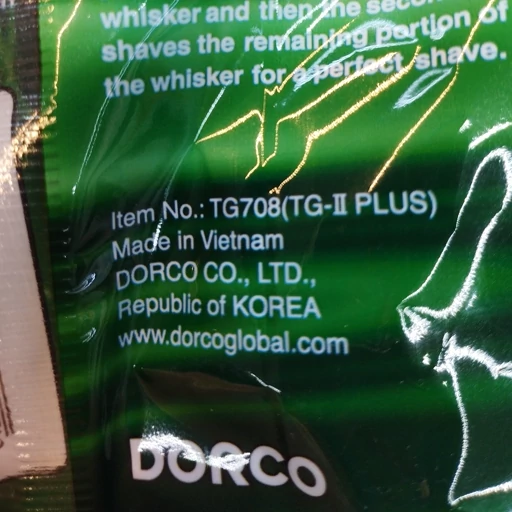 whisker and then the second
shaves the remaining portion of
the whisker for a perfect shave.
Item No.: TG708(TG-II PLUS)
Made in Vietnam
DORCO CO., LTD.,
Republic of KOREA
www.dorcoglobal.com
DORCO